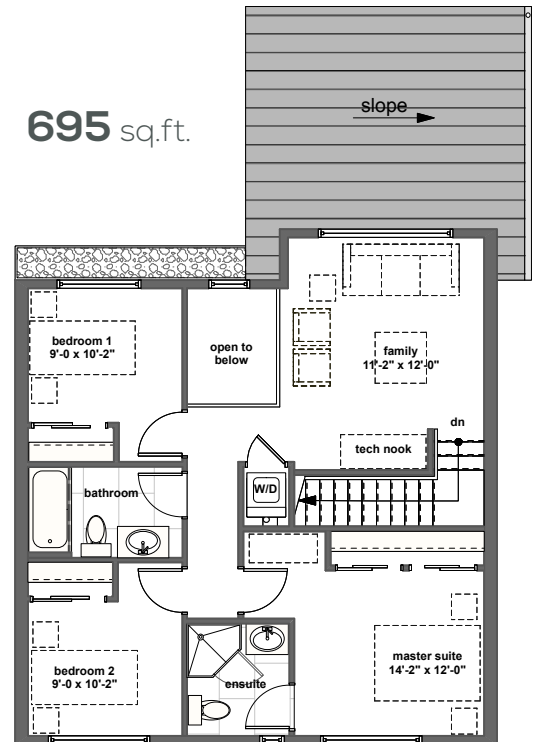 slope
695 sq.ft.
bedroom 1
9'-0 x 10'-2"
open to
below
family
11'-2" x 12'-0"
dn
tech nook
W/D
bathroom
bedroom 2
9'-0 x 10'-2"
ensuite
master suite
14'-2" x 12'-0"